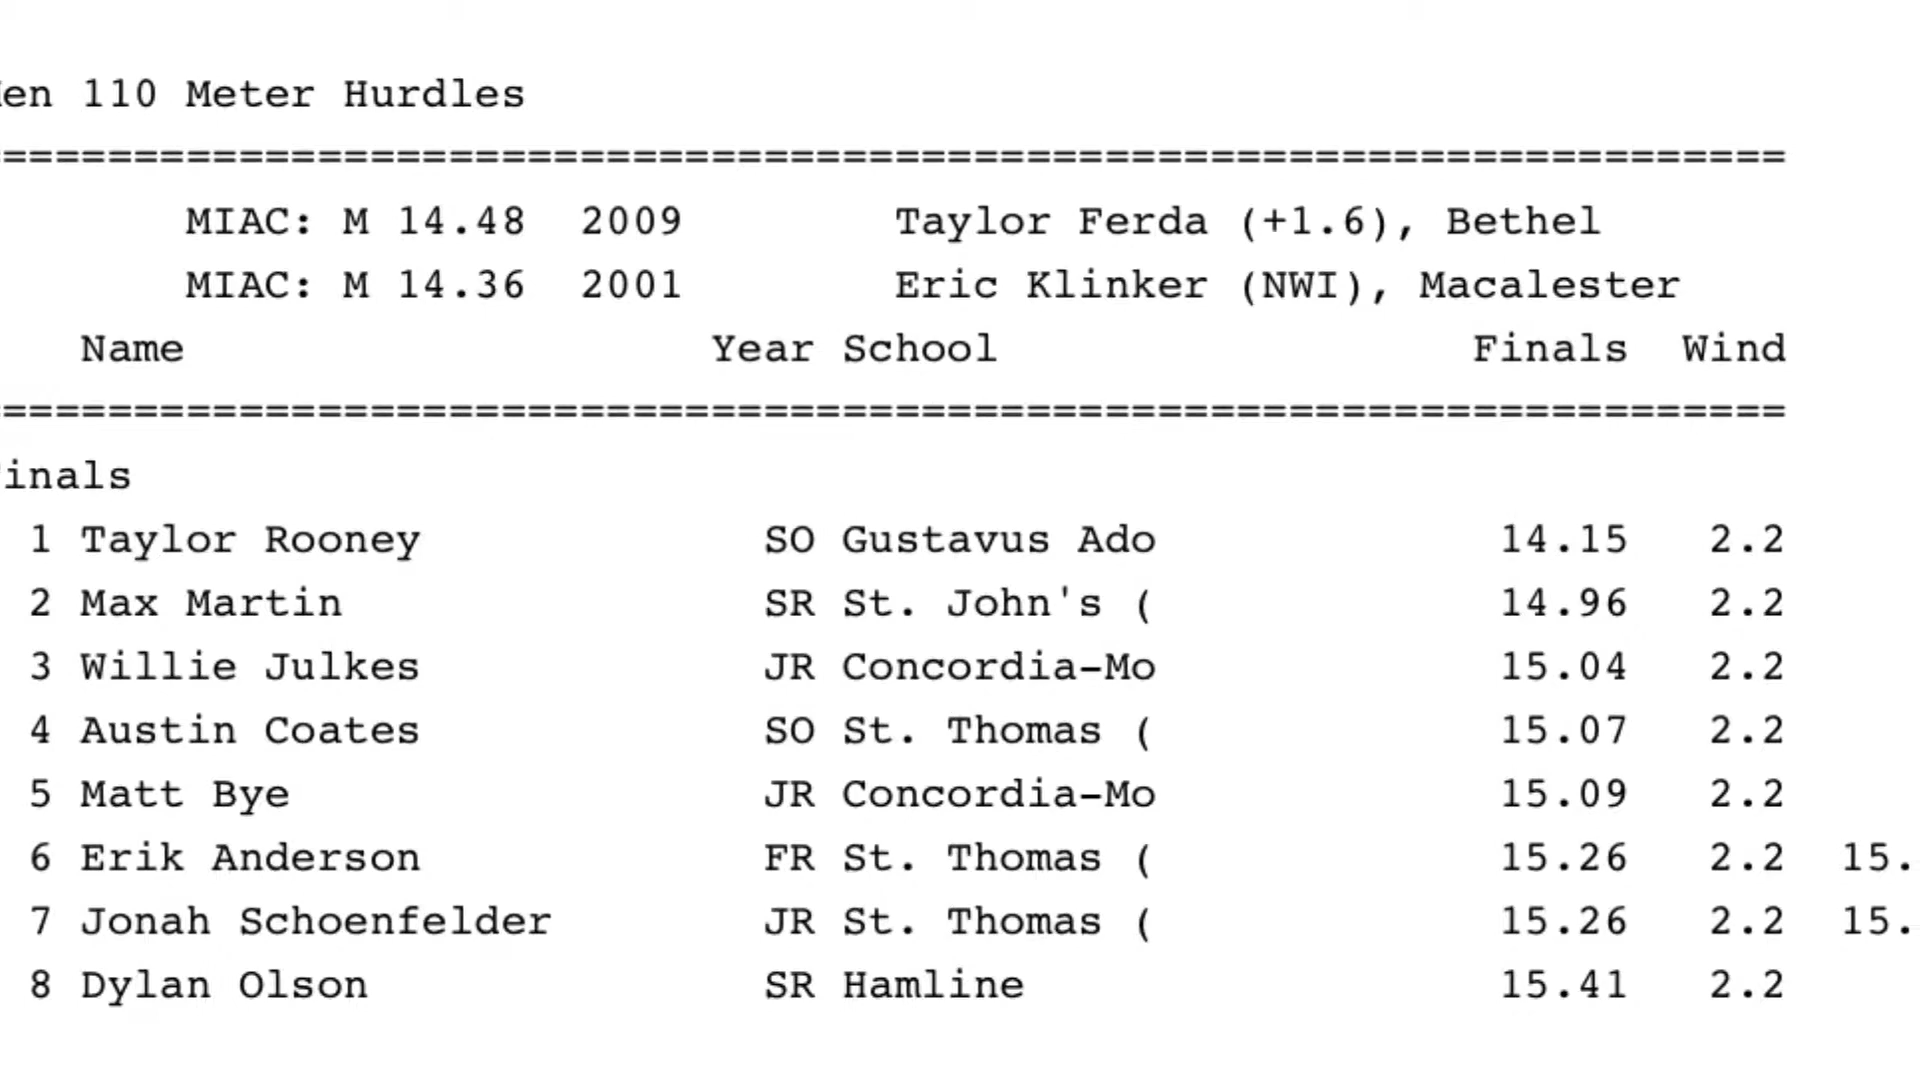 Men 110 Meter Hurdles
====================================================================
MIAC: M 14.48 2009 Taylor Ferda (+1.6), Bethel
MIAC: M 14.36 2001 Eric Klinker (NWI), Macalester
Name Year School Finals Wind
====================================================================
Finals
1 Taylor Rooney SO Gustavus Ado 14.15 2.2
2 Max Martin SR St. John's ( 14.96 2.2
3 Willie Julkes JR Concordia-Mo 15.04 2.2
4 Austin Coates SO St. Thomas ( 15.07 2.2
5 Matt Bye JR Concordia-Mo 15.09 2.2
6 Erik Anderson FR St. Thomas ( 15.26 2.2 15.
7 Jonah Schoenfelder JR St. Thomas ( 15.26 2.2 15.
8 Dylan Olson SR Hamline 15.41 2.2